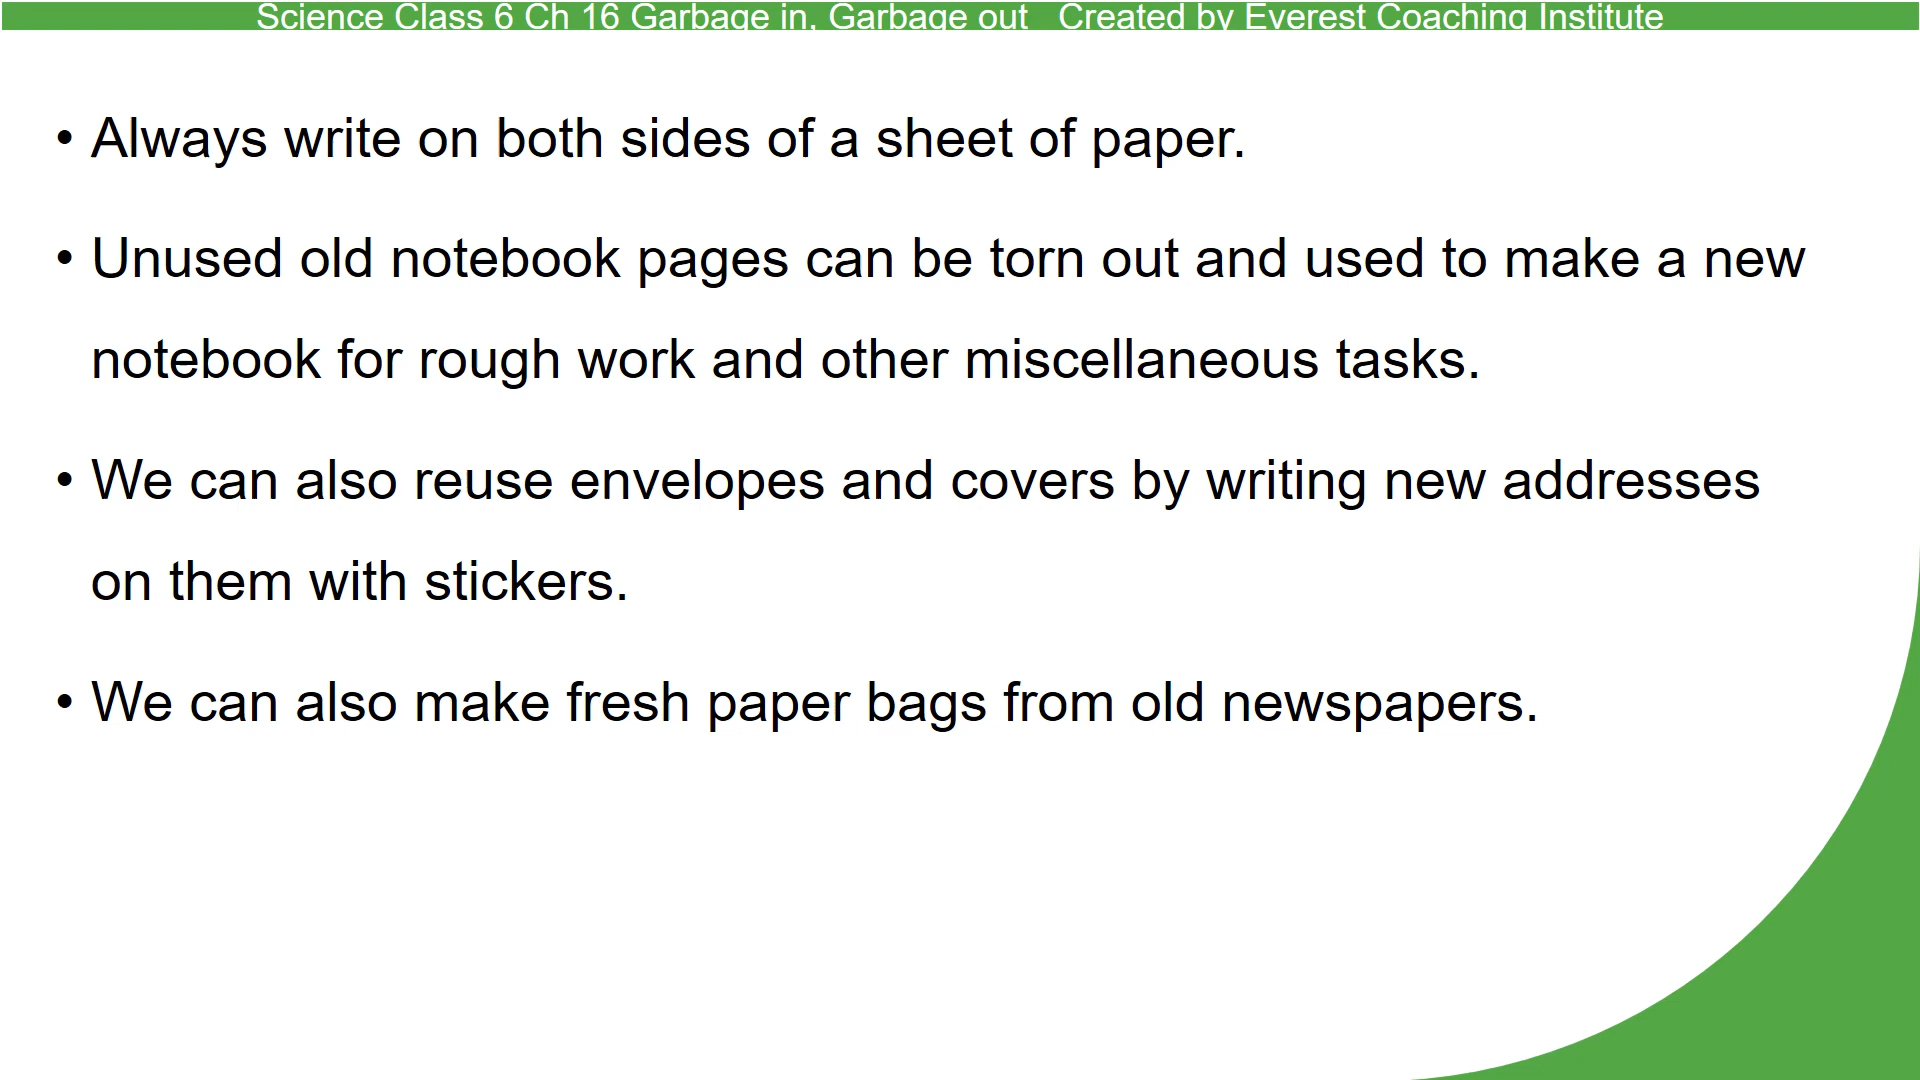 Science Class 6 Ch 16 Garbage in, Garbage out   Created by Everest Coaching Institute
• Always write on both sides of a sheet of paper.
• Unused old notebook pages can be torn out and used to make a new
notebook for rough work and other miscellaneous tasks.
• We can also reuse envelopes and covers by writing new addresses
on them with stickers.
• We can also make fresh paper bags from old newspapers.